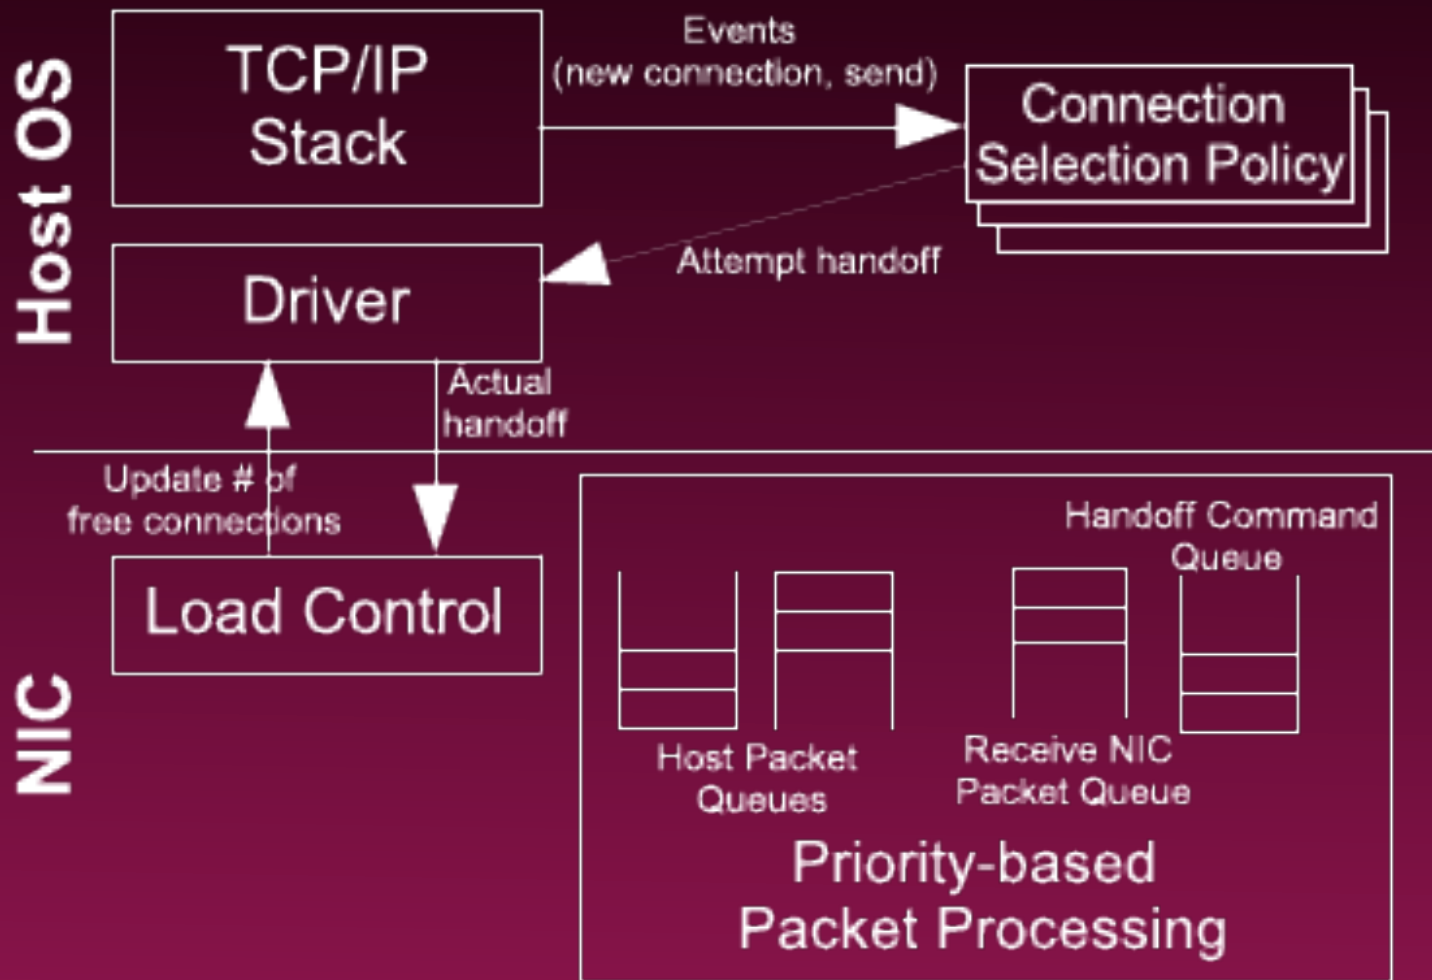 Host OS
TCP/IP
Stack
Events
(new connection, send)
Connection
Selection Policy
Driver
Attempt handoff
Actual
handoff
NIC
Update # of
free connections
Load Control
Handoff Command
Queue
Host Packet
Queues
Receive NIC
Packet Queue
Priority-based
Packet Processing